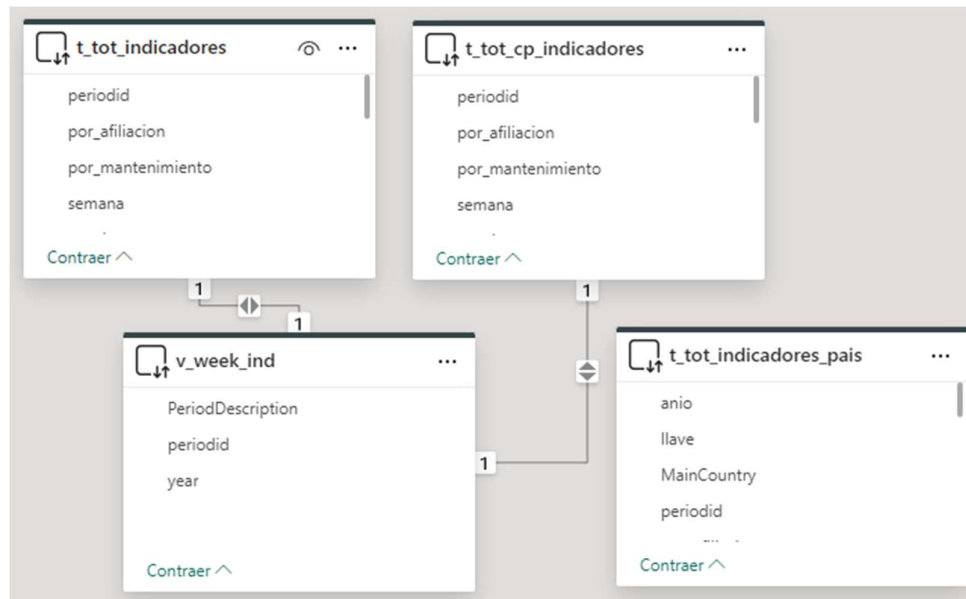 t_tot_indicadores
periodid
por_afiliacion
por_mantenimiento
semana
Contraer
t_tot_cp_indicadores
periodid
por_afiliacion
por_mantenimiento
semana
Contraer
1
1
1
1
v_week_ind
PeriodDescription
periodid
year
Contraer
t_tot_indicadores_pais
anio
llave
MainCountry
periodid
Contraer